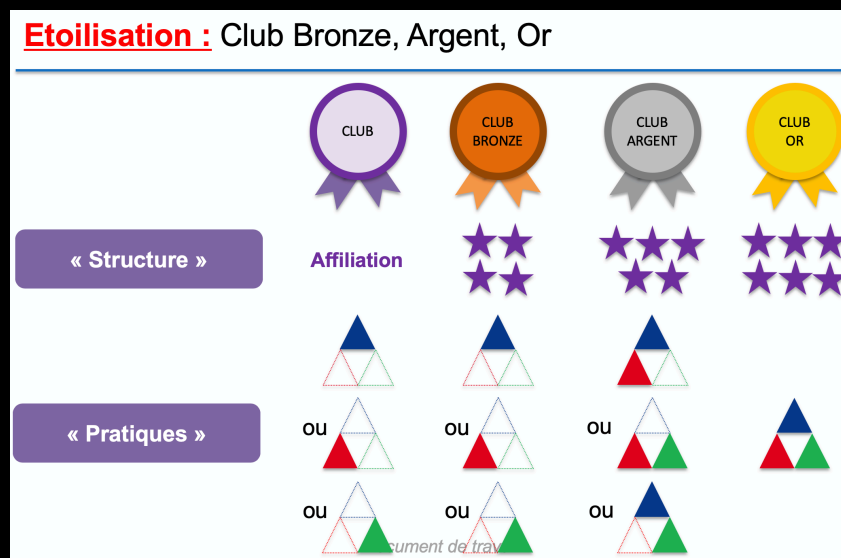 Etoilisation : Club Bronze, Argent, Or
CLUB
CLUB
BRONZE
CLUB
ARGENT
CLUB
OR
« Structure »
Affiliation
« Pratiques »
ou
ou
ou
ou
ou
ou
de